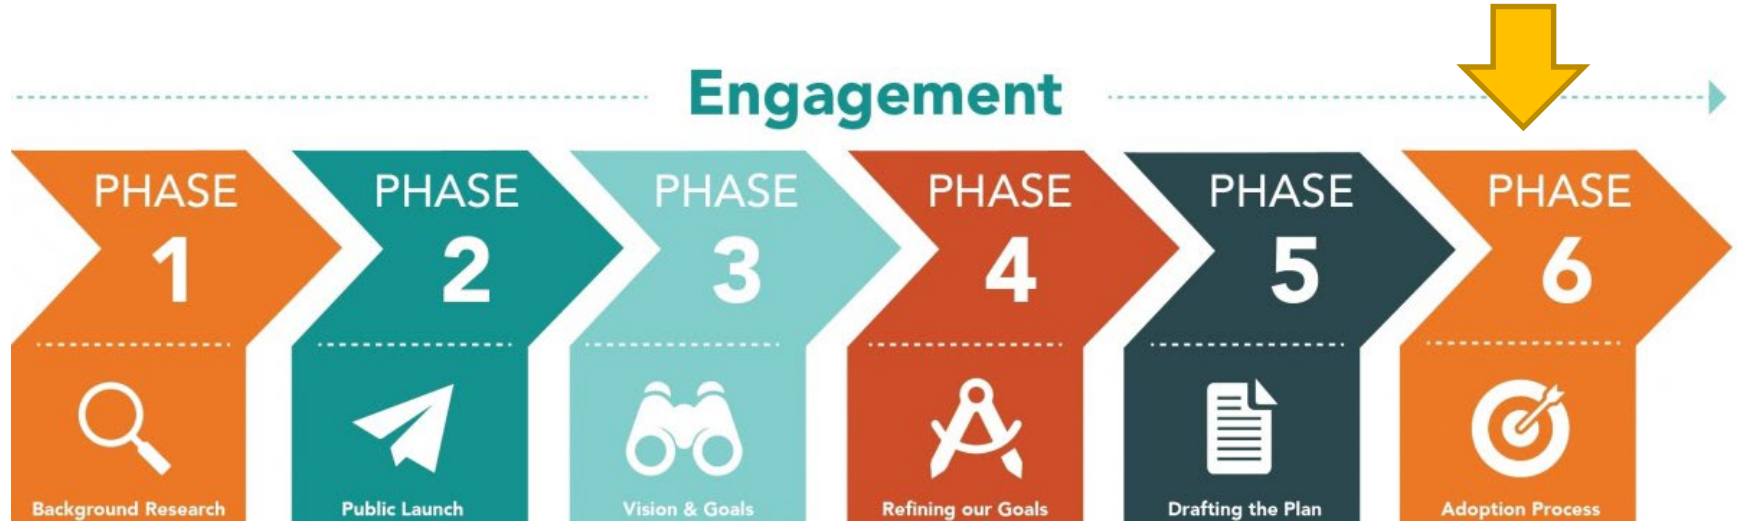 Engagement
PHASE
1
Background Research
PHASE
2
Public Launch
PHASE
3
Vision & Goals
PHASE
4
Refining our Goals
PHASE
5
Drafting the Plan
PHASE
6
Adoption Process